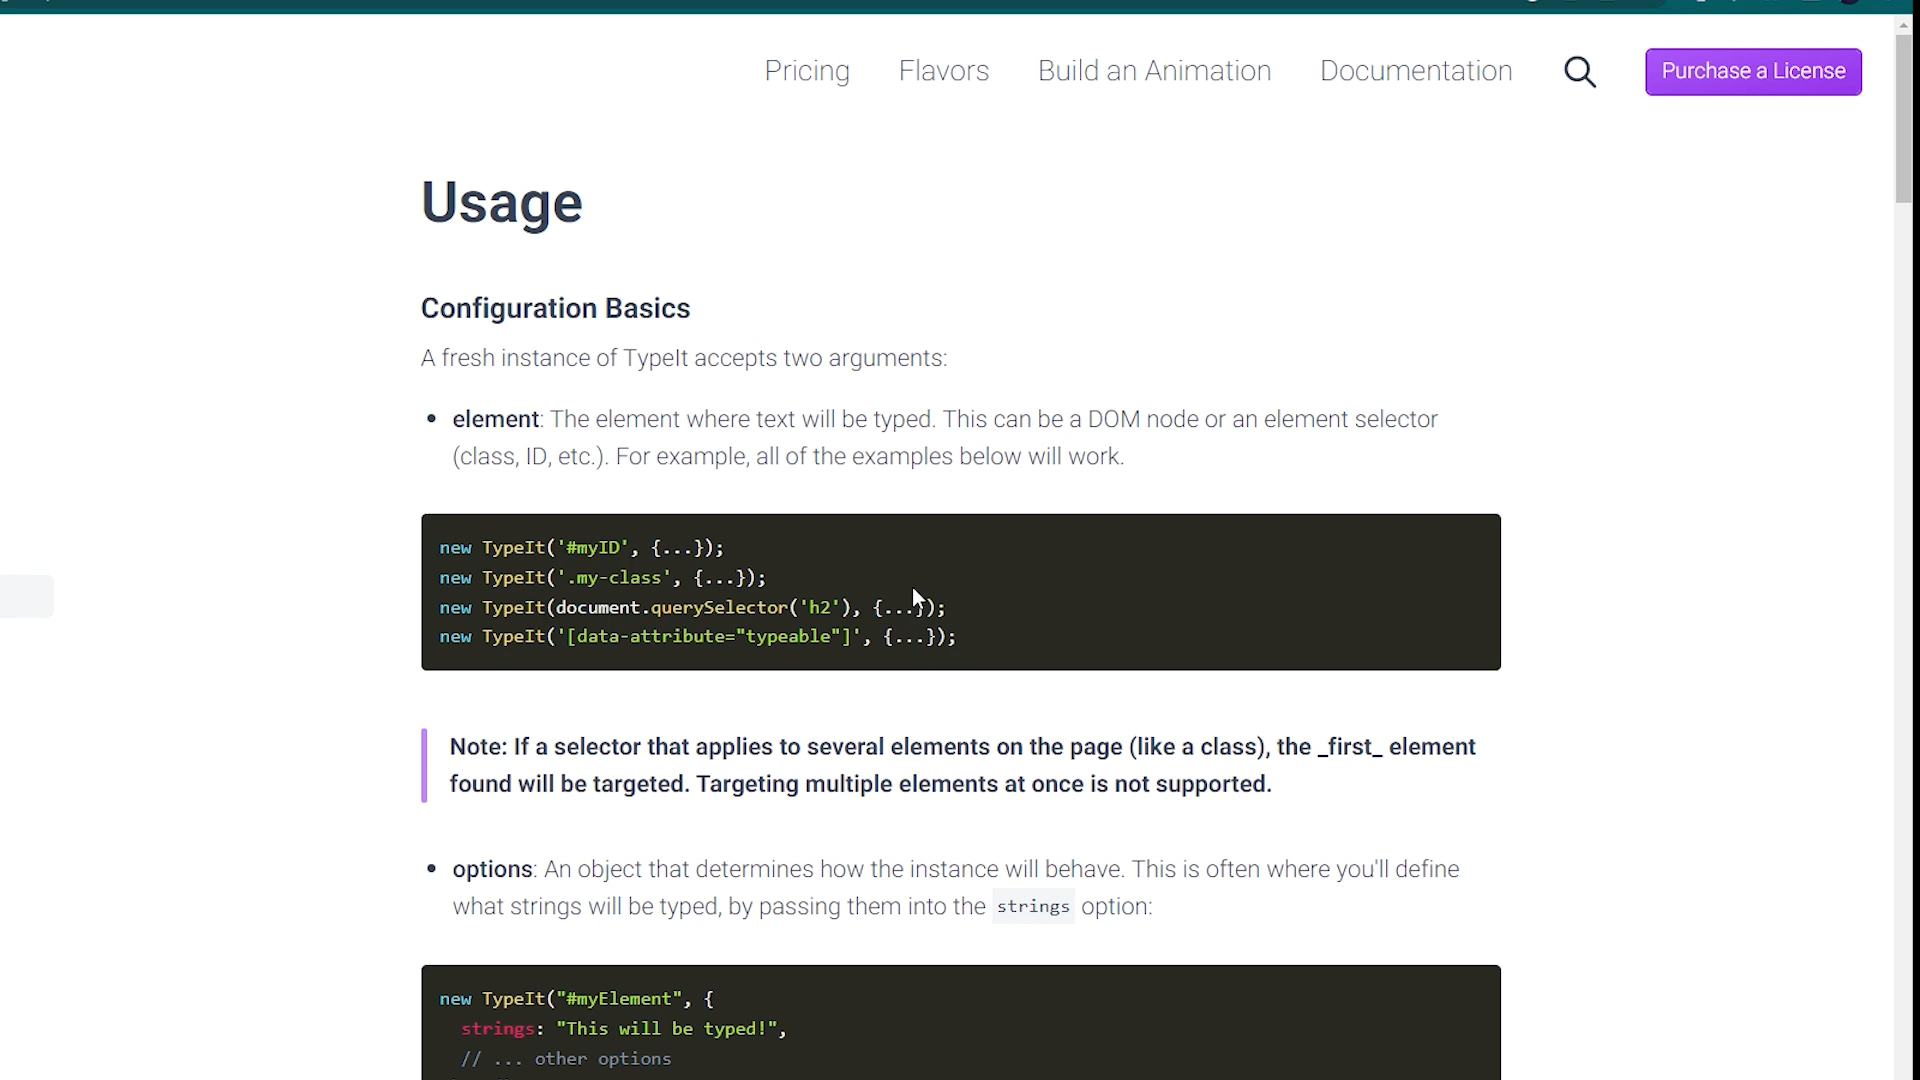 Pricing Flavors Build an Animation Documentation Purchase a License
Usage
Configuration Basics
A fresh instance of TypeIt accepts two arguments:
• element: The element where text will be typed. This can be a DOM node or an element selector
(class, ID, etc.). For example, all of the examples below will work.
new TypeIt('#myID', {...});
new TypeIt('.my-class', {...});
new TypeIt(document.querySelector('h2'), {...});
new TypeIt('[data-attribute="typeable"]', {...});
Note: If a selector that applies to several elements on the page (like a class), the _first_ element
found will be targeted. Targeting multiple elements at once is not supported.
• options: An object that determines how the instance will behave. This is often where you'll define
what strings will be typed, by passing them into the strings option:
new TypeIt("#myElement", {
strings: "This will be typed!",
// ... other options